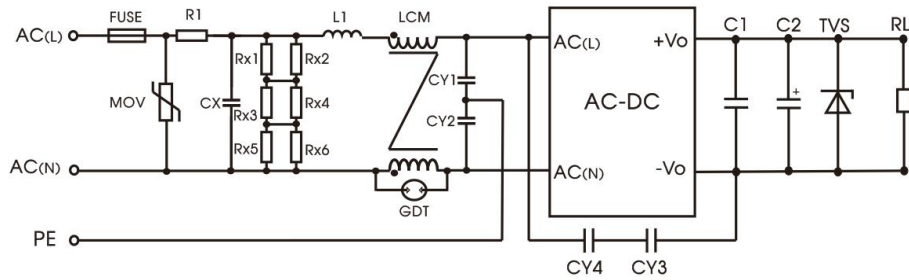 FUSE R1 L1 LCM C1 C2 TVS RL
AC(L) AC(L) +Vo
Rx1 Rx2
CY1
MOV CX Rx3 Rx4 AC-DC +
CY2
Rx5 Rx6
AC(N) AC(N) -Vo
GDT
PE
CY4 CY3